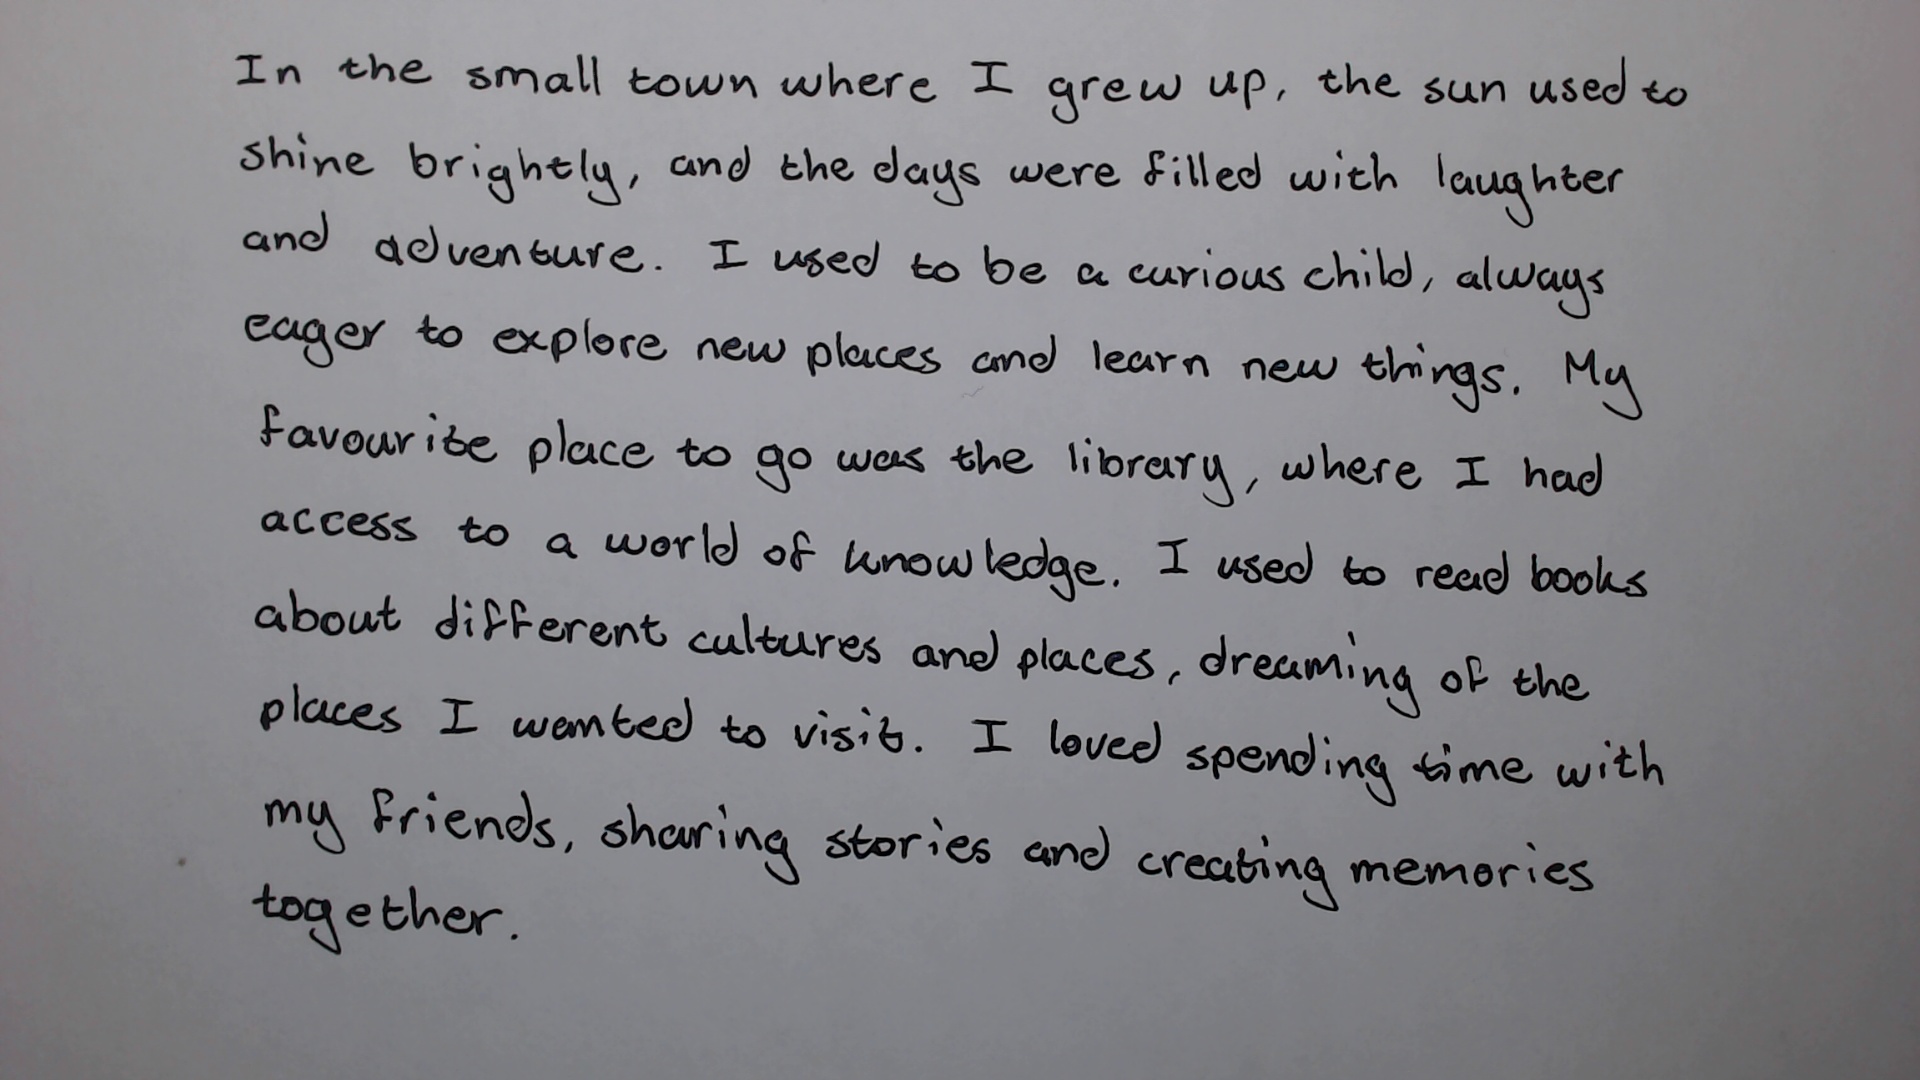 In the small town where I grew up, the sun used to
shine brightly, and the days were filled with laughter
and adventure. I used to be a curious child, always
eager to explore new places and learn new things. My
favourite place to go was the library, where I had
access to a world of knowledge. I used to read books
about different cultures and places, dreaming of the
places I wanted to visit. I loved spending time with
my friends, sharing stories and creating memories
together.